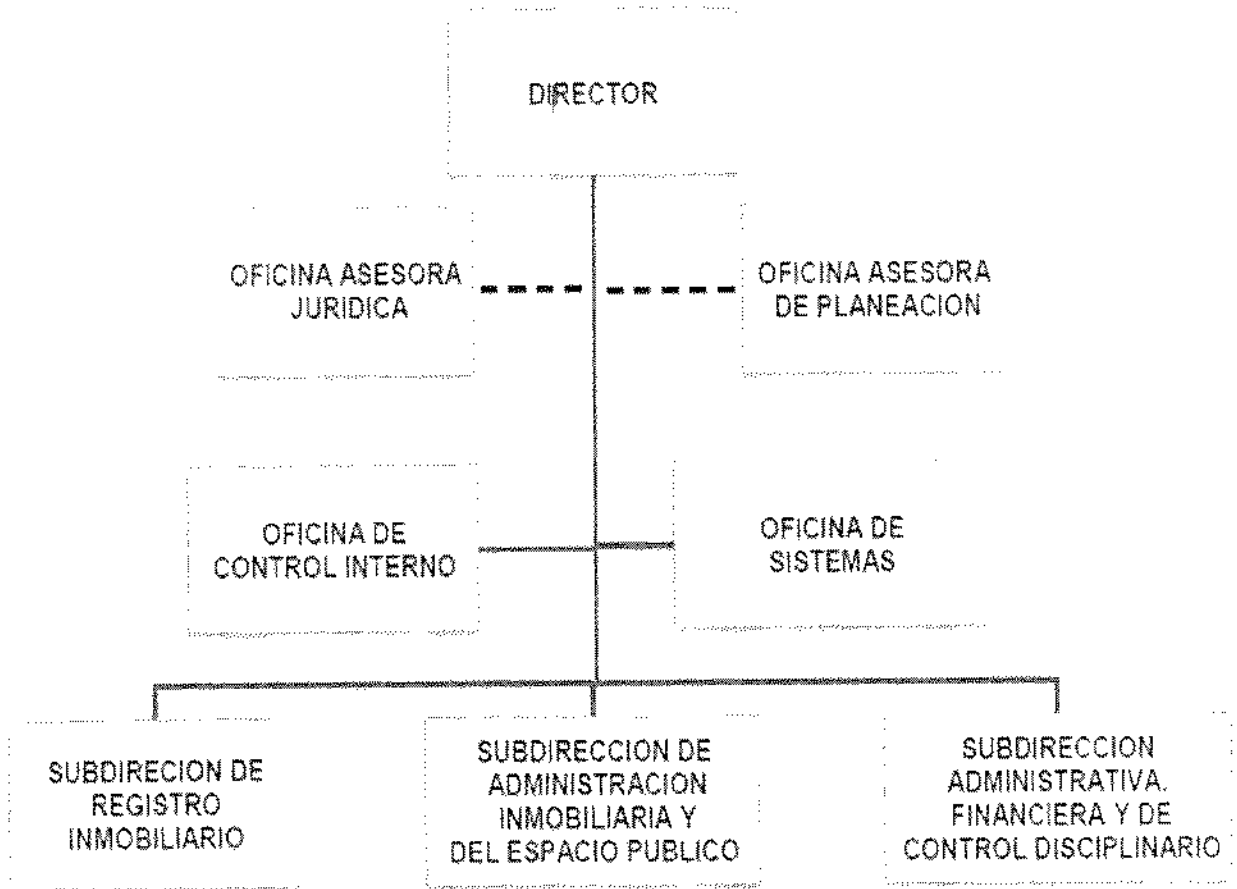 DIRECTOR
OFICINA ASESORA
JURIDICA
OFICINA ASESORA
DE PLANEACION
OFICINA DE
CONTROL INTERNO
OFICINA DE
SISTEMAS
SUBDIRECION DE
REGISTRO
INMOBILIARIO
SUBDIRECCION DE
ADMINISTRACION
INMOBILIARIA Y
DEL ESPACIO PUBLICO
SUBDIRECCION
ADMINISTRATIVA.
FINANCIERA Y DE
CONTROL DISCIPLINARIO